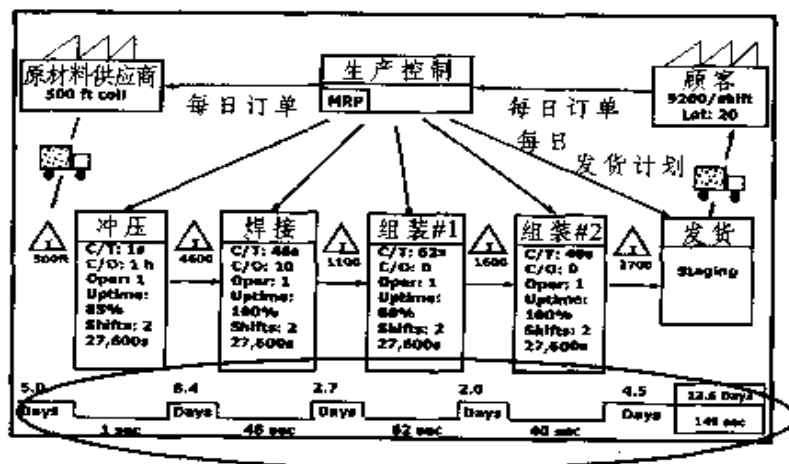 原材料供应商
500 ft coil
生产控制
MRP
顾客
9200/shift
Lot: 20
每日订单
每日订单
每日
发货计划
冲压
C/T: 1s
C/O: 1 h
Oper: 1
Uptime:
85%
Shifts: 2
27,600s
焊接
C/T: 46s
C/O: 10
Oper: 1
Uptime:
100%
Shifts: 2
27,600s
组装#1
C/T: 62s
C/O: 0
Oper: 1
Uptime:
Shifts: 2
27,600s
组装#2
C/T: 40s
C/O: 0
Oper: 1
Uptime:
100%
Shifts: 2
27,600s
发货
Staging
I
500ft
I
4600
I
1100
I
1600
I
2700
5.0
Days
Days
2.7
Days
2.0
Days
4.5
Days
1 sec
46 sec
62 sec
40 sec
Days
sec